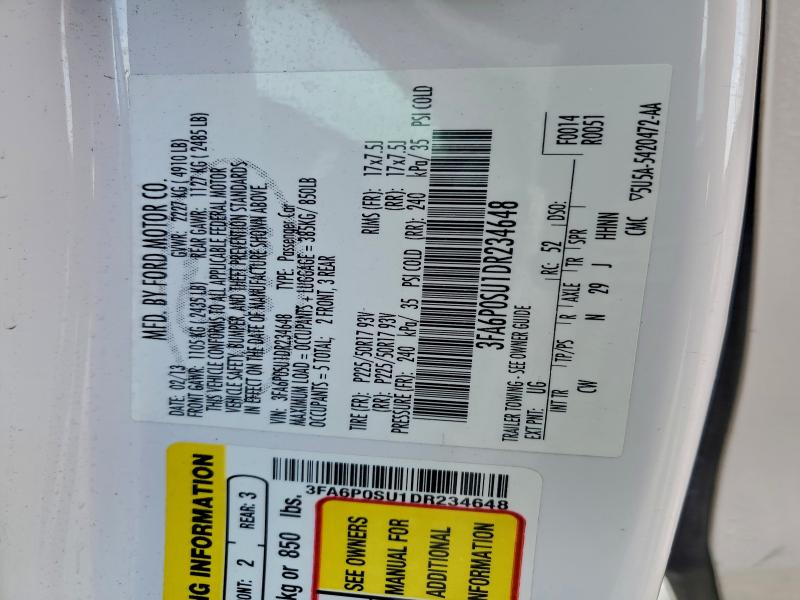 MFD. BY FORD MOTOR CO.
DATE: 02/13 GVWR: 2227 KG ( 4910 LB)
FRONT GAWR: 1105KG ( 2435 LB) REAR GAWR: 1127 KG ( 2485 LB)
THIS VEHICLE CONFORMS TO ALL APPLICABLE FEDERAL MOTOR
VEHICLE SAFETY, BUMPER, AND THEFT PREVENTION STANDARDS
IN EFFECT ON THE DATE OF MANUFACTURE SHOWN ABOVE.
VIN: 3FA6P0SU1DR234648 TYPE: Passenger Car
MAXIMUM LOAD = OCCUPANTS + LUGGAGE = 385KG/ 850LB
OCCUPANTS = 5 TOTAL; 2 FRONT, 3 REAR
TIRE (FR): P225/50R17 93V RIMS (FR): 17x7.5J
(RR): P225/50R17 93V (RR): 17x7.5J
PRESSURE (FR): 240 kPa/ 35 PSI COLD (RR): 240 kPa/ 35 PSI COLD
3FA6P0SU1DR234648
TRAILER TOWING - SEE OWNER GUIDE
F0014
R0051
EXT PNT: UG RC: 52 DSO:
INT TR TP/PS R AXLE TR SPR
CW N 29 J HHNN
CMC ▽5U5A-5420472-AA
NG INFORMATION
ONT: 2 REAR: 3
kg or 850 lbs.
3FA6P0SU1DR234648
SEE OWNERS
MANUAL FOR
ADDITIONAL
INFORMATION